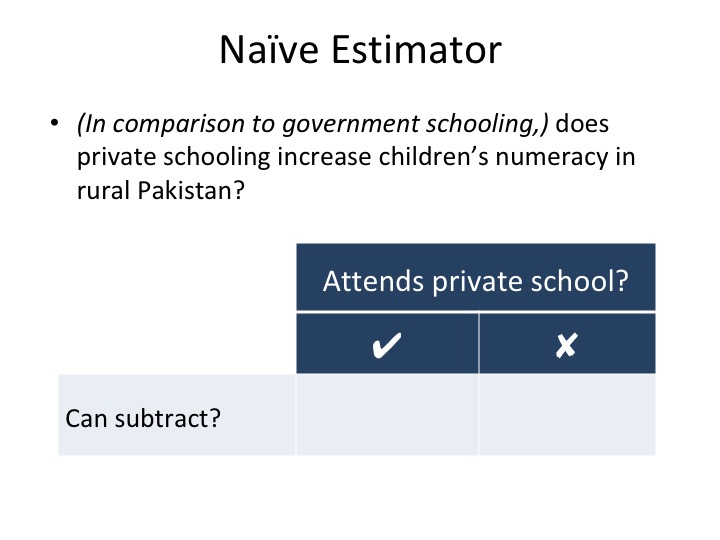 Naïve Estimator
• (In comparison to government schooling,) does
private schooling increase children’s numeracy in
rural Pakistan?
Attends private school?
✔ ✘
Can subtract?